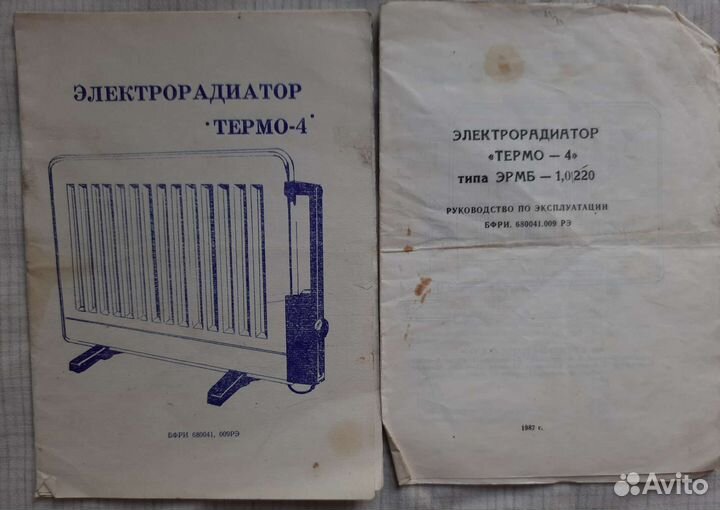 ЭЛЕКТРОРАДИАТОР
"ТЕРМО-4"
БФРИ 680041, 009РЭ
ЭЛЕКТРОРАДИАТОР
«ТЕРМО — 4»
типа ЭРМБ — 1,0/220
РУКОВОДСТВО ПО ЭКСПЛУАТАЦИИ
БФРИ. 680041.009 РЭ
1987 г.
Avito